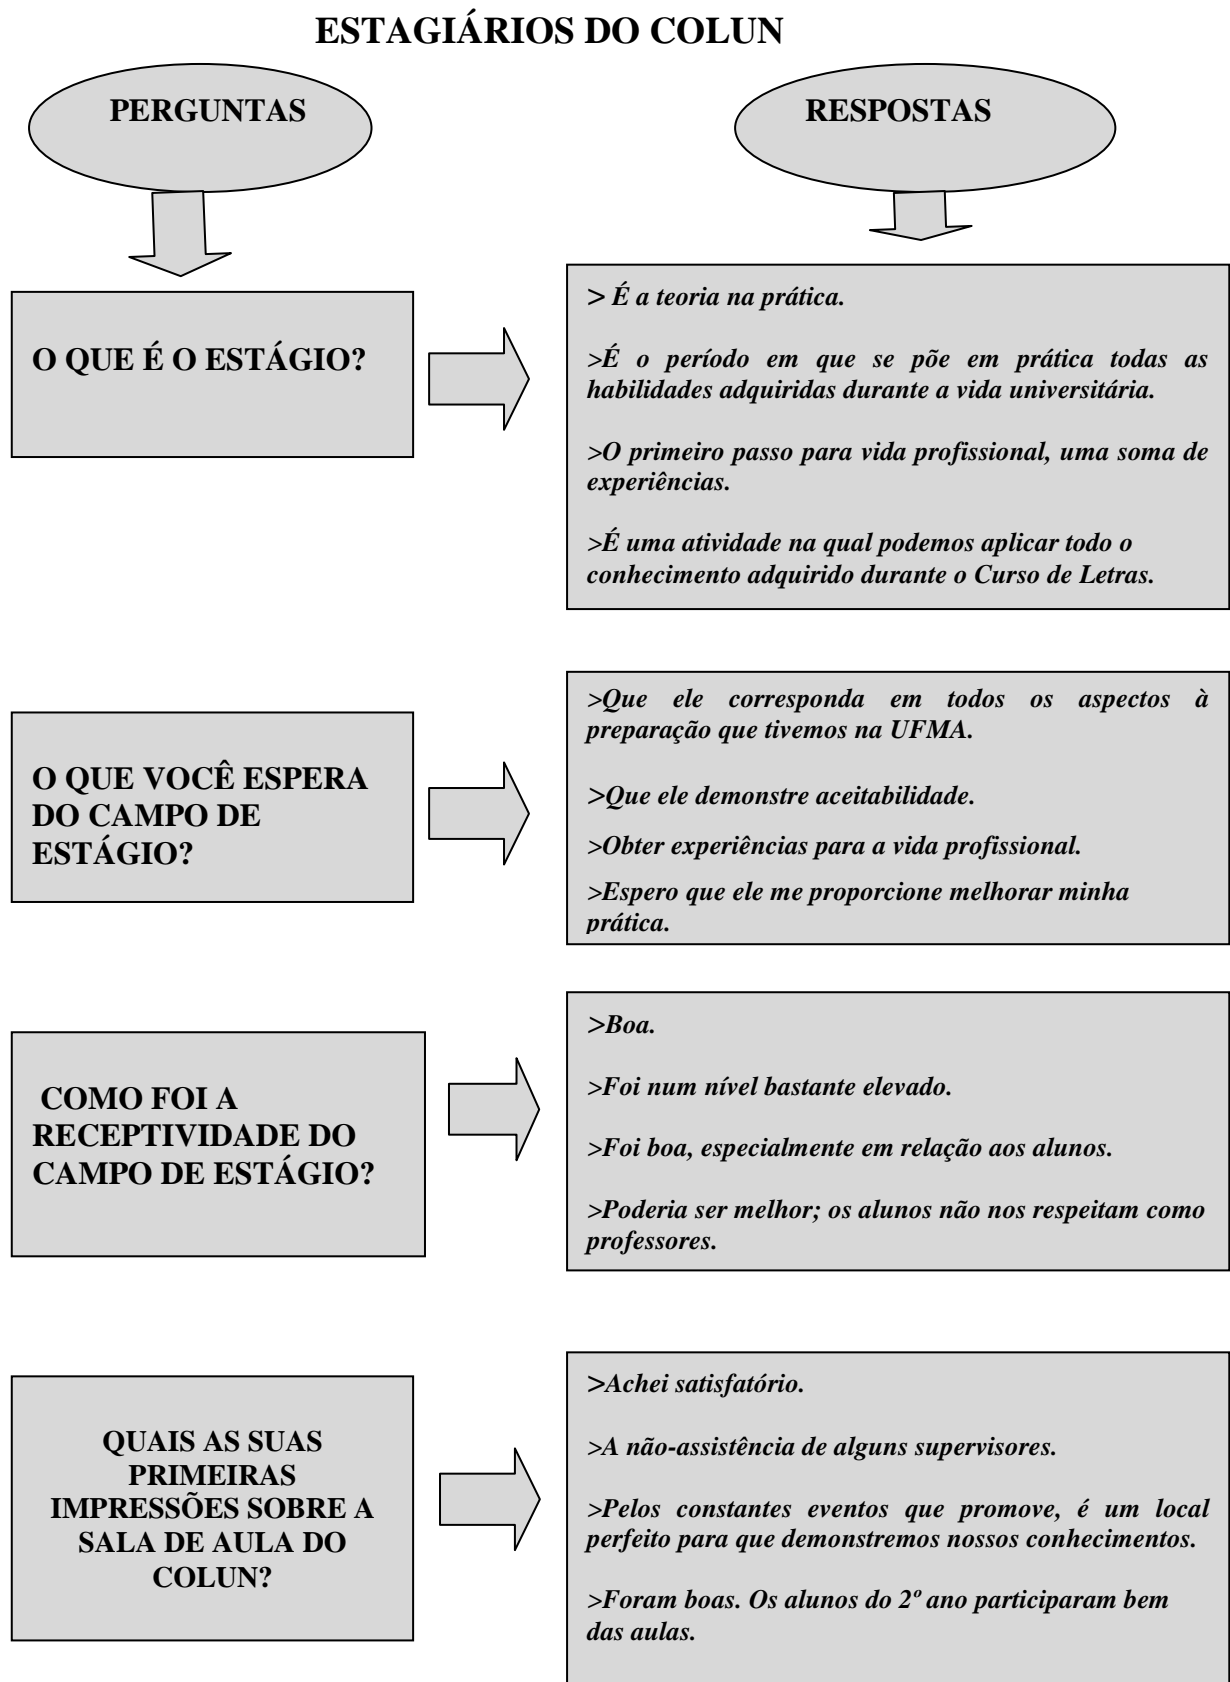 ESTAGIÁRIOS DO COLUN
PERGUNTAS
RESPOSTAS
O QUE É O ESTÁGIO?
> É a teoria na prática.
>É o período em que se põe em prática todas as
habilidades adquiridas durante a vida universitária.
>O primeiro passo para vida profissional, uma soma de
experiências.
>É uma atividade na qual podemos aplicar todo o
conhecimento adquirido durante o Curso de Letras.
O QUE VOCÊ ESPERA
DO CAMPO DE
ESTÁGIO?
>Que ele corresponda em todos os aspectos à
preparação que tivemos na UFMA.
>Que ele demonstre aceitabilidade.
>Obter experiências para a vida profissional.
>Espero que ele me proporcione melhorar minha
prática.
COMO FOI A
RECEPTIVIDADE DO
CAMPO DE ESTÁGIO?
>Boa.
>Foi num nível bastante elevado.
>Foi boa, especialmente em relação aos alunos.
>Poderia ser melhor; os alunos não nos respeitam como
professores.
QUAIS AS SUAS
PRIMEIRAS
IMPRESSÕES SOBRE A
SALA DE AULA DO
COLUN?
>Achei satisfatório.
>A não-assistência de alguns supervisores.
>Pelos constantes eventos que promove, é um local
perfeito para que demonstremos nossos conhecimentos.
>Foram boas. Os alunos do 2º ano participaram bem
das aulas.